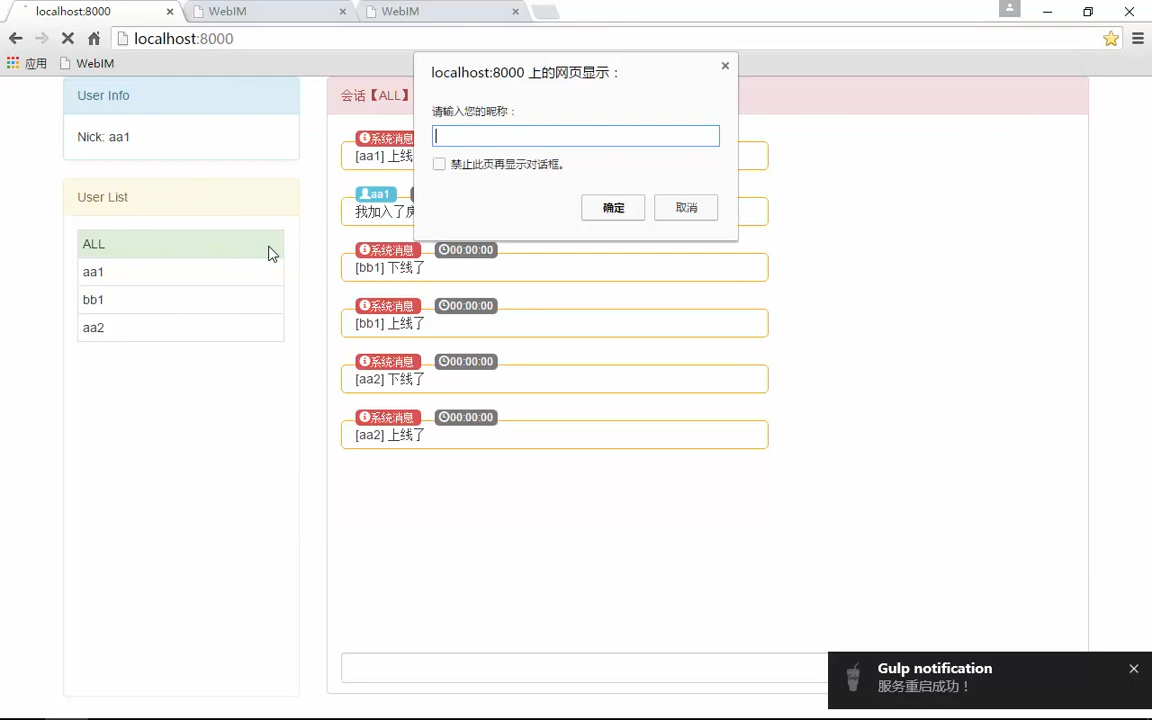 localhost:8000
WebIM
WebIM
localhost:8000
应用
WebIM
localhost:8000 上的网页显示：
请输入您的昵称：
禁止此页再显示对话框。
确定
取消
User Info
Nick: aa1
User List
ALL
aa1
bb1
aa2
会话【ALL】
系统消息
[aa1] 上线
aa1
我加入了房
系统消息 00:00:00
[bb1] 下线了
系统消息 00:00:00
[bb1] 上线了
系统消息 00:00:00
[aa2] 下线了
系统消息 00:00:00
[aa2] 上线了
Gulp notification
服务重启成功！